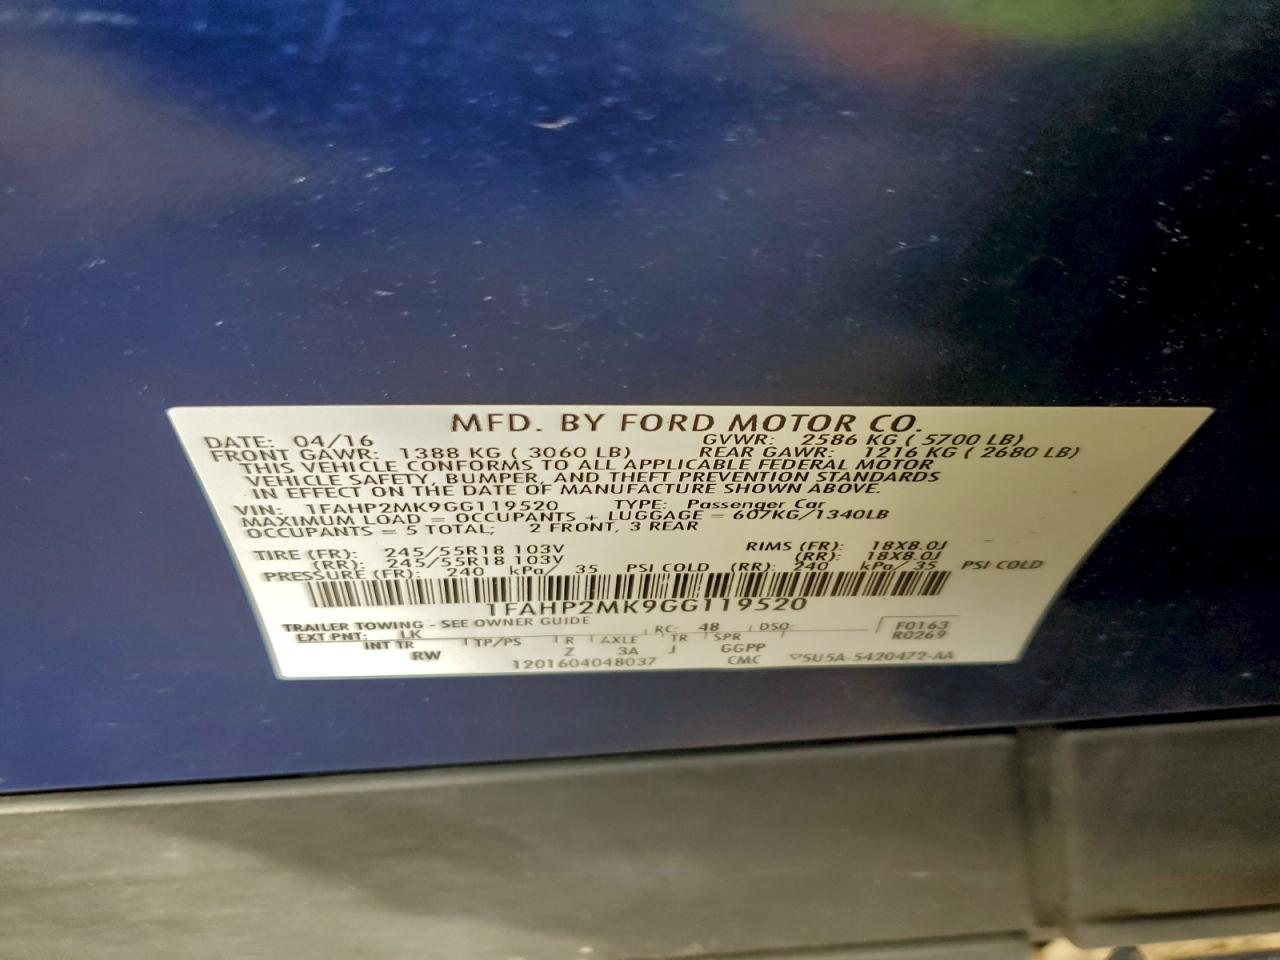 MFD. BY FORD MOTOR CO.
DATE: 04/16 GVWR: 2586 KG ( 5700 LB)
FRONT GAWR: 1388 KG ( 3060 LB) REAR GAWR: 1216 KG ( 2680 LB)
THIS VEHICLE CONFORMS TO ALL APPLICABLE FEDERAL MOTOR
VEHICLE SAFETY, BUMPER, AND THEFT PREVENTION STANDARDS
IN EFFECT ON THE DATE OF MANUFACTURE SHOWN ABOVE.
VIN: 1FAHP2MK9GG119520 TYPE: Passenger Car
MAXIMUM LOAD = OCCUPANTS + LUGGAGE = 607KG/1340LB
OCCUPANTS = 5 TOTAL; 2 FRONT, 3 REAR
TIRE (FR): 245/55R18 103V RIMS (FR): 18X8.0J
(RR): 245/55R18 103V (RR): 18X8.0J
PRESSURE (FR): 240 kPa/ 35 PSI COLD (RR): 240 kPa/ 35 PSI COLD
1FAHP2MK9GG119520
TRAILER TOWING - SEE OWNER GUIDE
EXT PNT: LK RC: 48 DSO: F0163
INT TR TP/PS R AXLE TR SPR R0269
RW Z 3A J GGPP
1201604048037 CMC 5U5A-5420472-AA